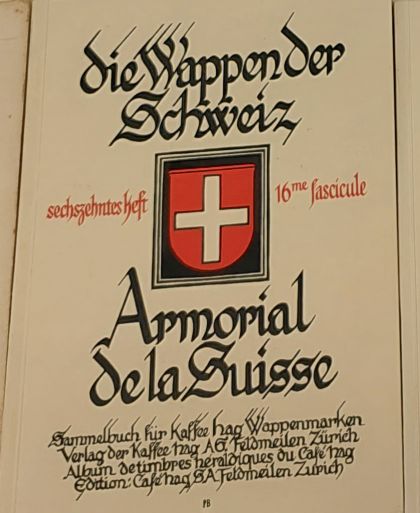 die Wappen der
Schweiz
sechszehntes heft
16me fascicule
Armorial
de la Suisse
Sammelbuch für Kaffee hag Wappenmarken
Verlag der Kaffee hag AG. Feldmeilen Zürich
Album de timbres héraldiques du Café hag
Edition: Café hag S.A. Feldmeilen Zurich
PB